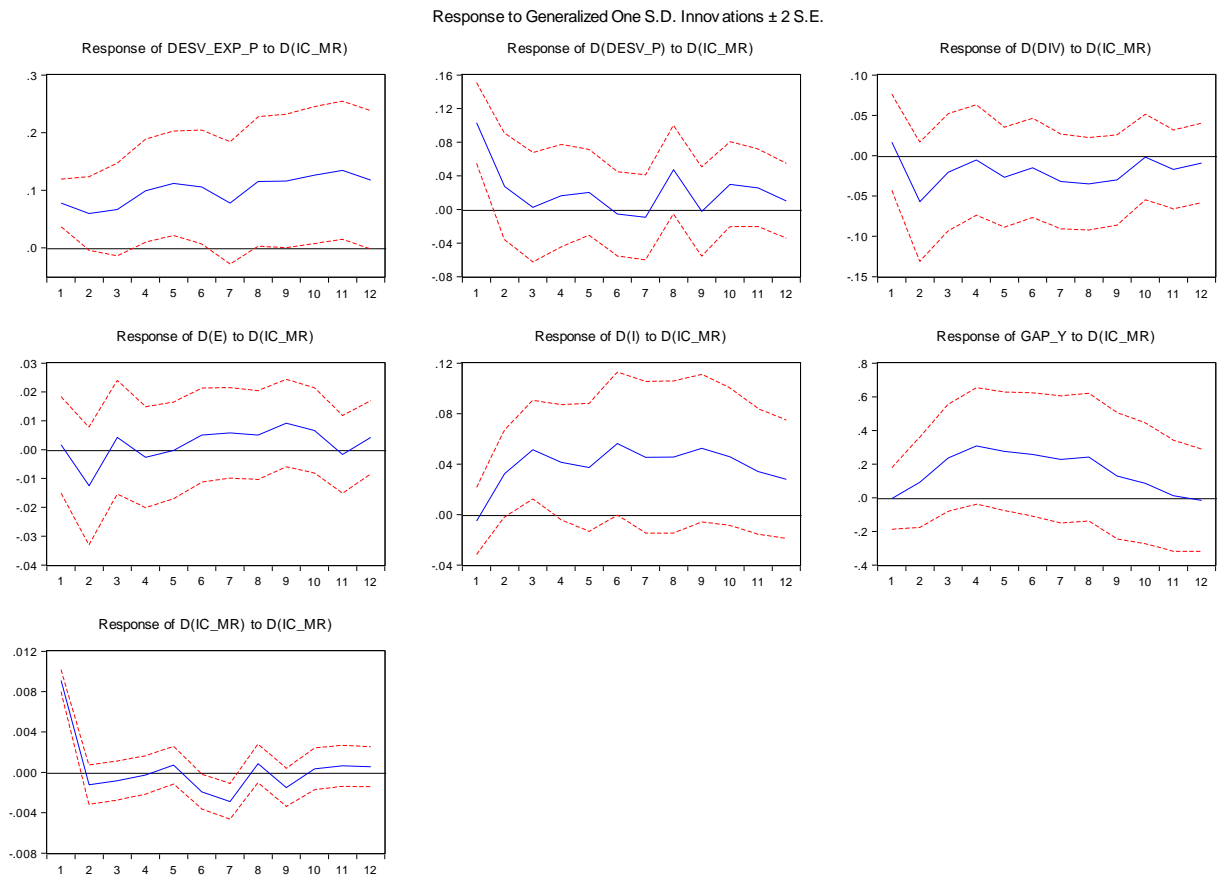 Response to Generalized One S.D. Innovations ± 2 S.E.
Response of DESV_EXP_P to D(IC_MR)
.3
.2
.1
.0
1 2 3 4 5 6 7 8 9 10 11 12
Response of D(DESV_P) to D(IC_MR)
.16
.12
.08
.04
.00
-.04
-.08
1 2 3 4 5 6 7 8 9 10 11 12
Response of D(DIV) to D(IC_MR)
.10
.05
.00
-.05
-.10
-.15
1 2 3 4 5 6 7 8 9 10 11 12
Response of D(E) to D(IC_MR)
.03
.02
.01
.00
-.01
-.02
-.03
-.04
1 2 3 4 5 6 7 8 9 10 11 12
Response of D(I) to D(IC_MR)
.12
.08
.04
.00
-.04
1 2 3 4 5 6 7 8 9 10 11 12
Response of GAP_Y to D(IC_MR)
.8
.6
.4
.2
.0
-.2
-.4
1 2 3 4 5 6 7 8 9 10 11 12
Response of D(IC_MR) to D(IC_MR)
.012
.008
.004
.000
-.004
-.008
1 2 3 4 5 6 7 8 9 10 11 12